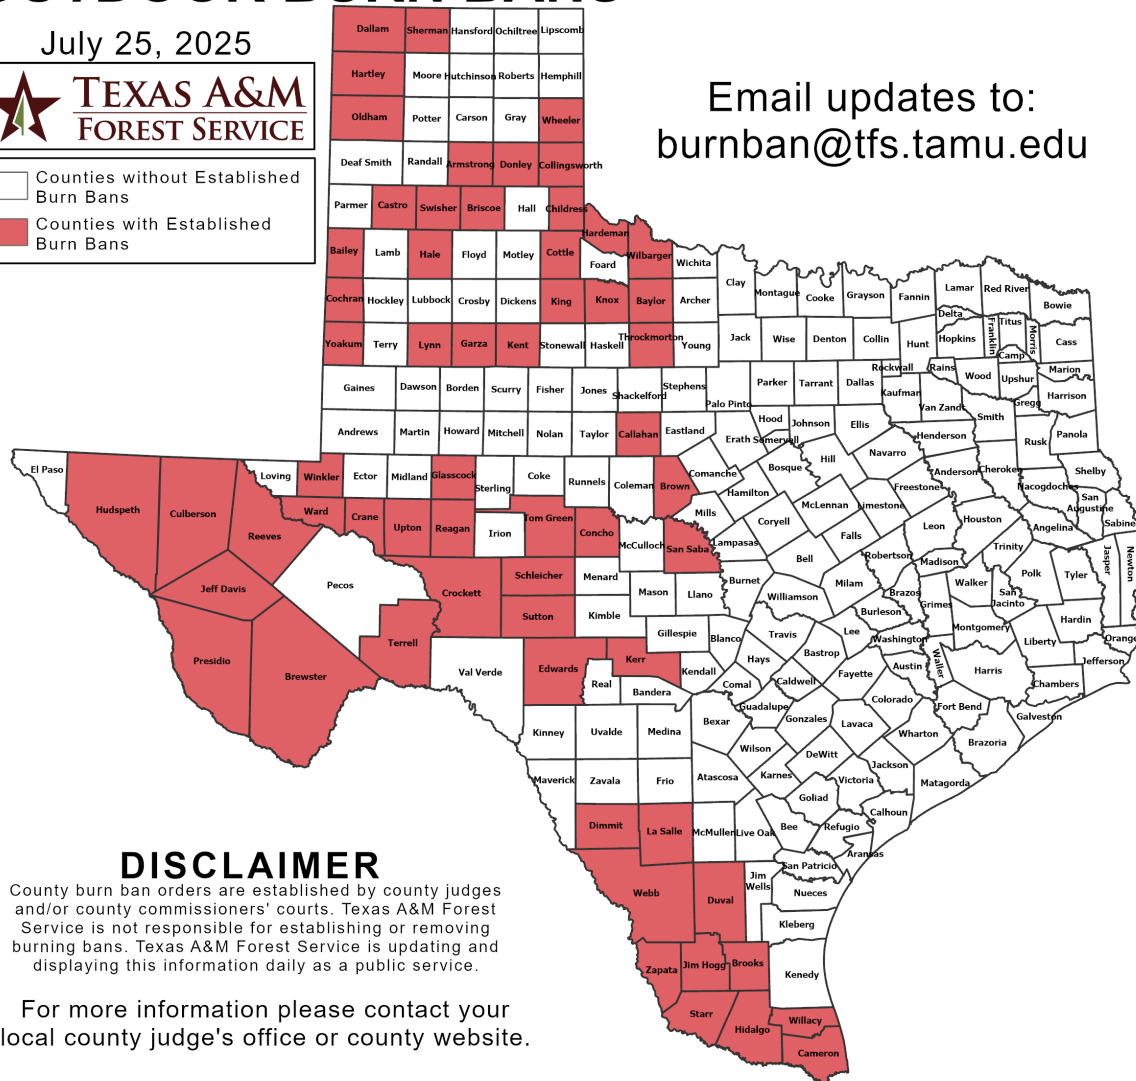 OUTDOOR BURN BANS
July 25, 2025
TEXAS A&M
FOREST SERVICE
Counties without Established
Burn Bans
Counties with Established
Burn Bans
Email updates to:
burnban@tfs.tamu.edu
Dallam Sherman Hansford Ochiltree Lipscomb
Hartley Moore Hutchinson Roberts Hemphill
Oldham Potter Carson Gray Wheeler
Deaf Smith Randall Armstrong Donley Collingsworth
Parmer Castro Swisher Briscoe Hall Childress
Hardeman
Bailey Lamb Hale Floyd Motley Cottle Foard Wilbarger Wichita
Clay Montague Cooke Grayson Fannin Lamar Red River Bowie
Cochran Hockley Lubbock Crosby Dickens King Knox Baylor Archer
Delta Franklin Titus Morris
Yoakum Terry Lynn Garza Kent Stonewall Haskell Throckmorton Young Jack Wise Denton Collin Hunt Hopkins Camp Cass
Rockwall Rains Wood Upshur Marion
Gaines Dawson Borden Scurry Fisher Jones Shackelford Stephens Palo Pinto Parker Tarrant Dallas Kaufman Van Zandt Smith Gregg Harrison
Andrews Martin Howard Mitchell Nolan Taylor Callahan Eastland Erath Hood Somervell Johnson Ellis Henderson Rusk Panola
El Paso Hudspeth Culberson Loving Winkler Ector Midland Glasscock Sterling Coke Runnels Coleman Brown Comanche Bosque Hill Navarro Anderson Cherokee Shelby
Hamilton McLennan Limestone Freestone Nacogdoches San
Augustine Sabine
Reeves Ward Crane Upton Reagan Irion Tom Green Concho McCulloch San Saba Mills Lampasas Coryell Falls Leon Houston Angelina
Jeff Davis Pecos Crockett Schleicher Menard Mason Llano Burnet Bell Milam Robertson Madison Trinity Jasper Newton
Sutton Kimble Williamson Burleson Brazos Grimes Walker San
Jacinto Polk Tyler
Presidio Brewster Terrell Val Verde Edwards Kerr Gillespie Blanco Travis Lee Washington Montgomery Liberty Hardin Orange
Real Bandera Kendall Hays Bastrop Fayette Austin Waller Harris Chambers Jefferson
Comal Caldwell Colorado Fort Bend Galveston
Kinney Uvalde Medina Bexar Guadalupe Gonzales Lavaca Wharton Brazoria
Maverick Zavala Frio Atascosa Wilson Karnes DeWitt Victoria Jackson Matagorda
Goliad Calhoun
Dimmit La Salle McMullen Live Oak Bee Refugio Aransas
Webb Duval Jim
Wells San Patricio Nueces
Kleberg
Zapata Jim Hogg Brooks Kenedy
Starr Hidalgo Willacy
Cameron
DISCLAIMER
County burn ban orders are established by county judges
and/or county commissioners' courts. Texas A&M Forest
Service is not responsible for establishing or removing
burning bans. Texas A&M Forest Service is updating and
displaying this information daily as a public service.
For more information please contact your
local county judge's office or county website.